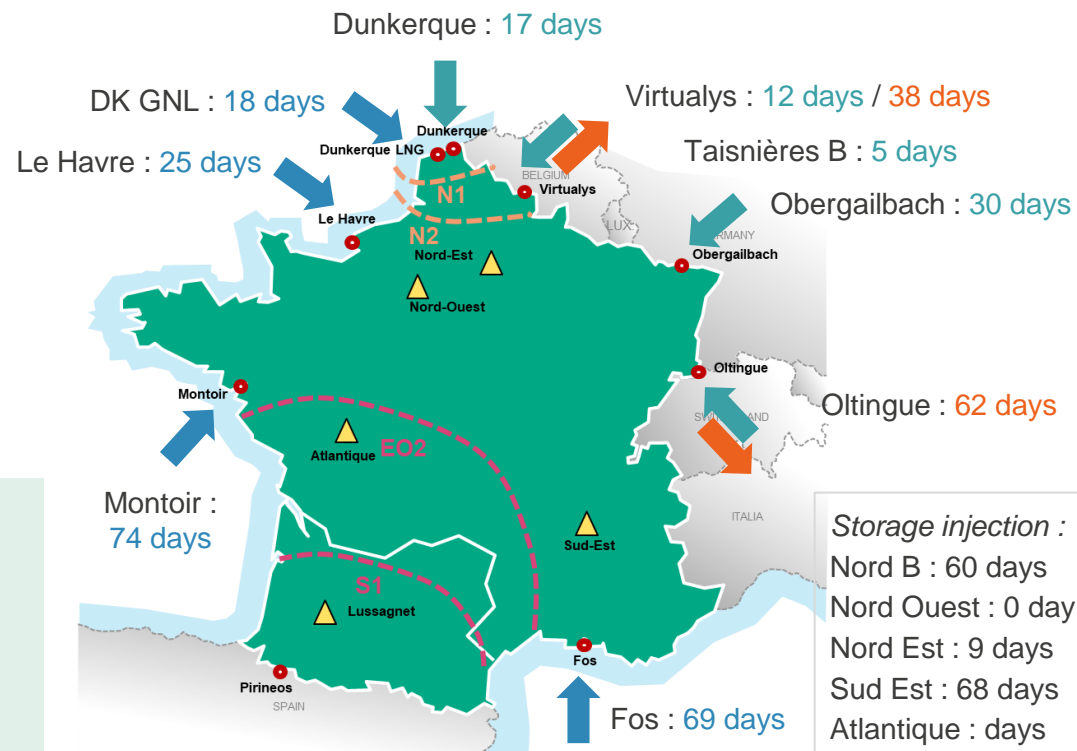 Dunkerque : 17 days
DK GNL : 18 days
Virtualys : 12 days / 38 days
Dunkerque
Dunkerque LNG
Taisnières B : 5 days
Le Havre : 25 days
BELGIUM
Virtualys
N1
Obergailbach : 30 days
Le Havre
N2
LUX.
Nord-Est
Obergailbach
Nord-Ouest
Oltingue
Montoir
Oltingue : 62 days
EO2
Atlantique
Montoir :
74 days
ITALIA
Sud-Est
Storage injection :
Nord B : 60 days
S1
Nord Ouest : 0 day
Lussagnet
Nord Est : 9 days
Fos
Sud Est : 68 days
Pirineos
SPAIN
Fos : 69 days
Atlantique : days